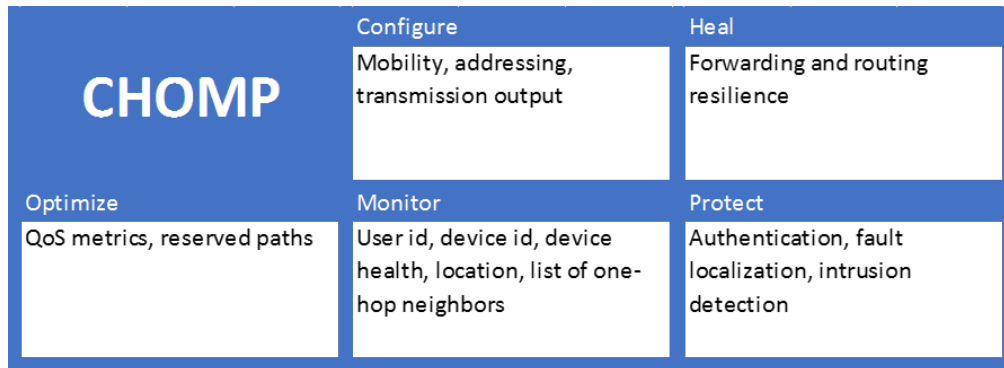 CHOMP
Configure
Mobility, addressing,
transmission output
Heal
Forwarding and routing
resilience
Optimize
QoS metrics, reserved paths
Monitor
User id, device id, device
health, location, list of one-
hop neighbors
Protect
Authentication, fault
localization, intrusion
detection